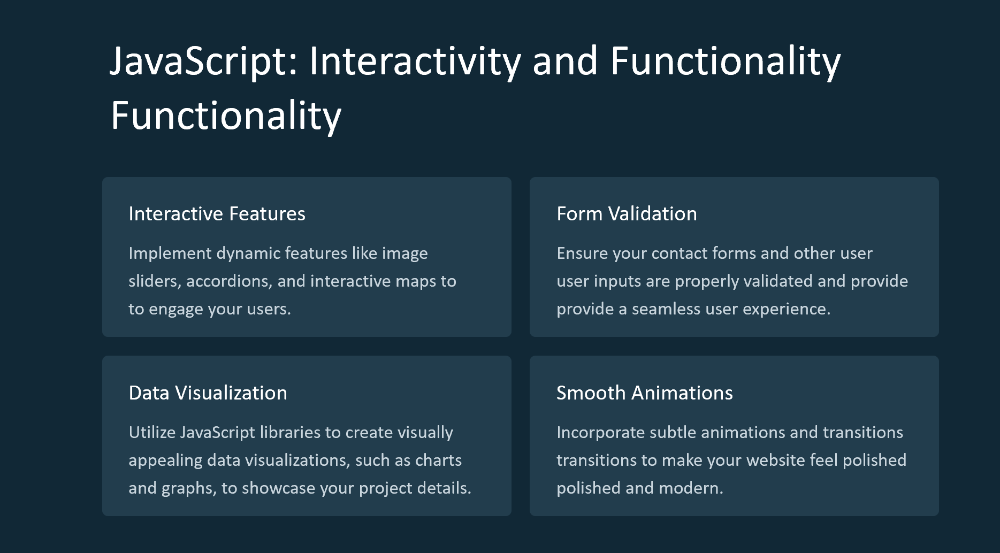 JavaScript: Interactivity and Functionality
Functionality
Interactive Features
Implement dynamic features like image
sliders, accordions, and interactive maps to
to engage your users.
Form Validation
Ensure your contact forms and other user
user inputs are properly validated and provide
provide a seamless user experience.
Data Visualization
Utilize JavaScript libraries to create visually
appealing data visualizations, such as charts
and graphs, to showcase your project details.
Smooth Animations
Incorporate subtle animations and transitions
transitions to make your website feel polished
polished and modern.